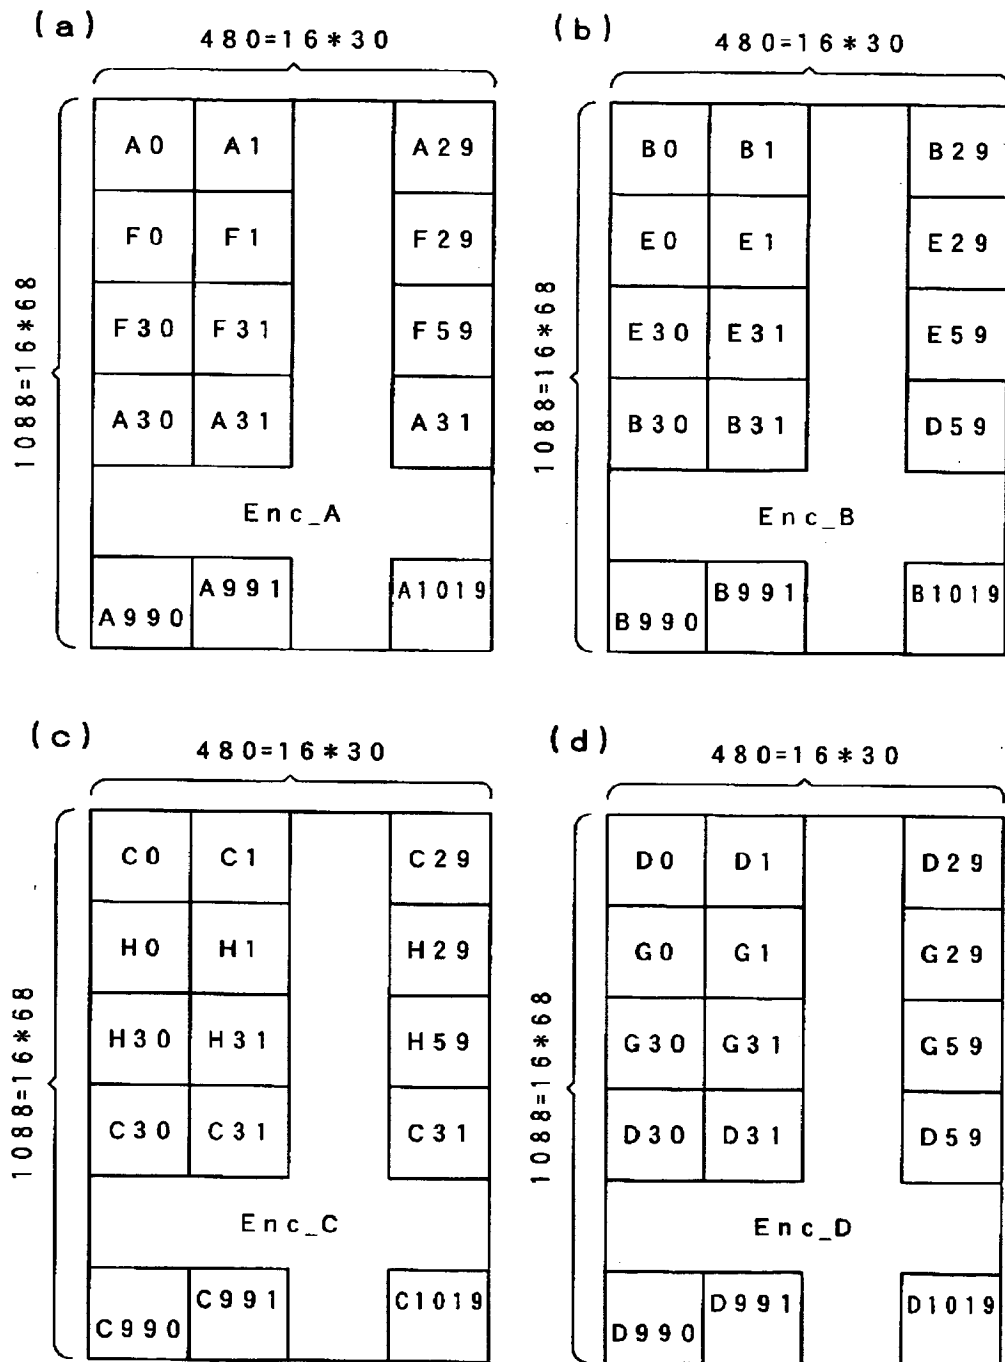 (a)
480=16*30
1088=16*68
A0 A1 A29
F0 F1 F29
F30 F31 F59
A30 A31 A31
Enc_A
A990 A991 A1019
(b)
480=16*30
1088=16*68
B0 B1 B29
E0 E1 E29
E30 E31 E59
B30 B31 D59
Enc_B
B990 B991 B1019
(c)
480=16*30
1088=16*68
C0 C1 C29
H0 H1 H29
H30 H31 H59
C30 C31 C31
Enc_C
C990 C991 C1019
(d)
480=16*30
1088=16*68
D0 D1 D29
G0 G1 G29
G30 G31 G59
D30 D31 D59
Enc_D
D990 D991 D1019